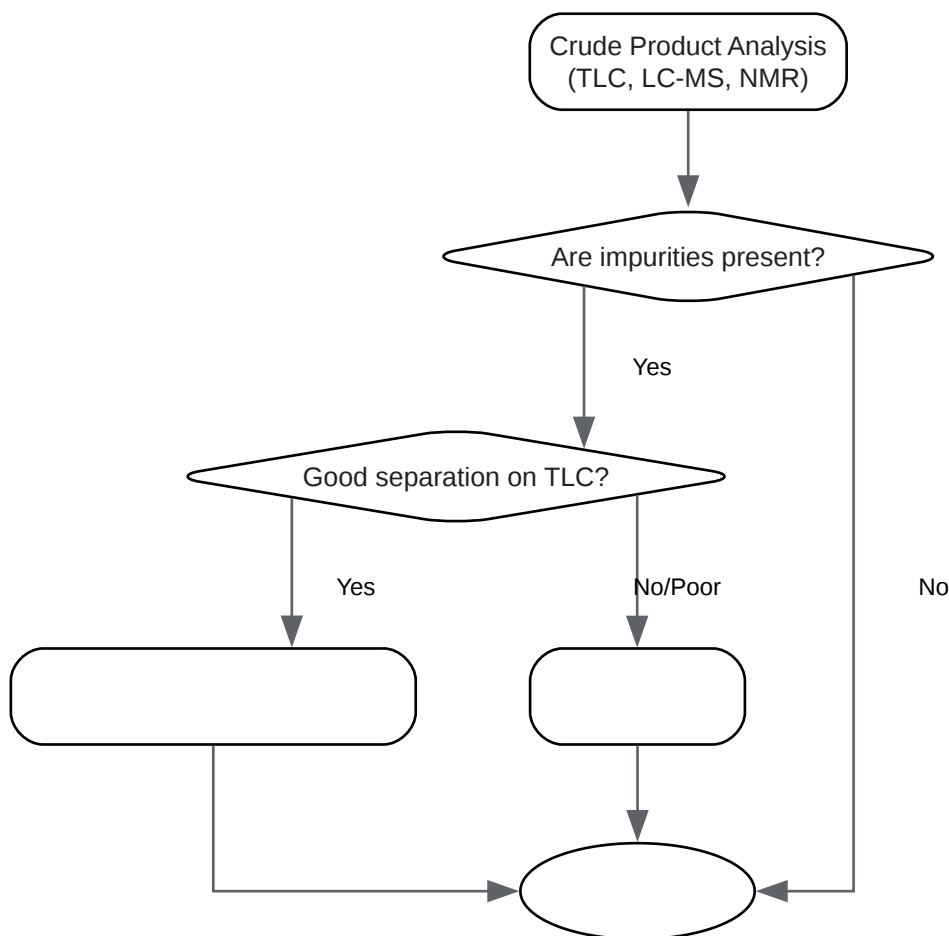 Crude Product Analysis
(TLC, LC-MS, NMR)
Are impurities present?
Yes
Good separation on TLC?
Yes
No/Poor
No